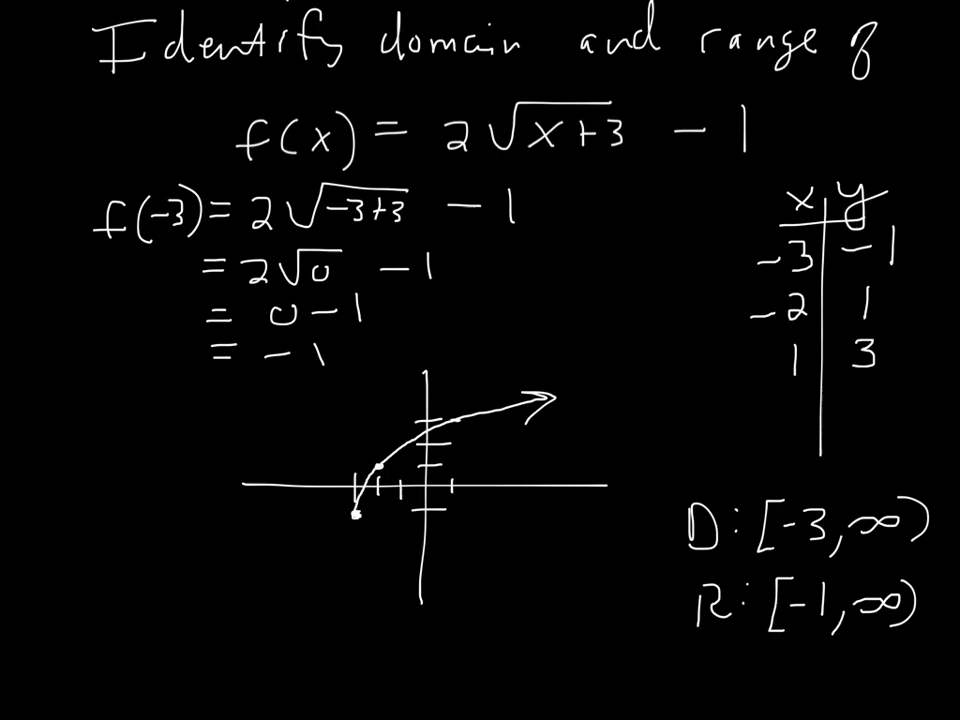 Identify domain and range of
f(x) = 2√(x+3) - 1
f(-3) = 2√(-3+3) - 1
= 2√0 - 1
= 0 - 1
= -1
x y
-3 -1
-2 1
1 3
D: [-3, ∞)
R: [-1, ∞)